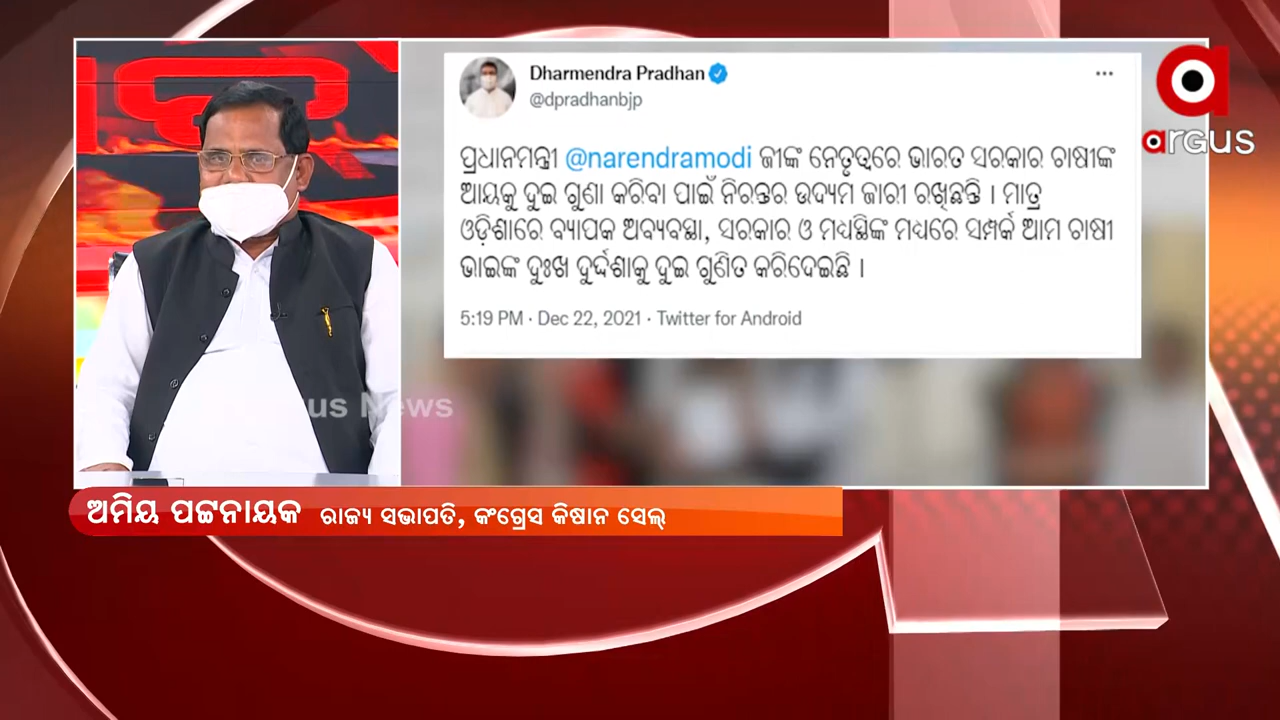 Dharmendra Pradhan
@dpradhanbjp
ପ୍ରଧାନମନ୍ତ୍ରୀ @narendramodi ଜୀଙ୍କ ନେତୃତ୍ୱରେ ଭାରତ ସରକାର ଚାଷୀଙ୍କ
ଆୟକୁ ଦୁଇ ଗୁଣା କରିବା ପାଇଁ ନିରନ୍ତର ଉଦ୍ୟମ ଜାରୀ ରଖିଛନ୍ତି । ମାତ୍ର
ଓଡ଼ିଶାରେ ବ୍ୟାପକ ଅବ୍ୟବସ୍ଥା, ସରକାର ଓ ମଧ୍ୟସ୍ଥିଙ୍କ ମଧ୍ୟରେ ସମ୍ପର୍କ ଆମ ଚାଷୀ
ଭାଇଙ୍କ ଦୁଃଖ ଦୁର୍ଦ୍ଦଶାକୁ ଦୁଇ ଗୁଣିତ କରିଦେଇଛି ।
5:19 PM · Dec 22, 2021 · Twitter for Android
argus
us News
ଅମିୟ ପଟ୍ଟନାୟକ ରାଜ୍ୟ ସଭାପତି, କଂଗ୍ରେସ କିଷାନ ସେଲ୍